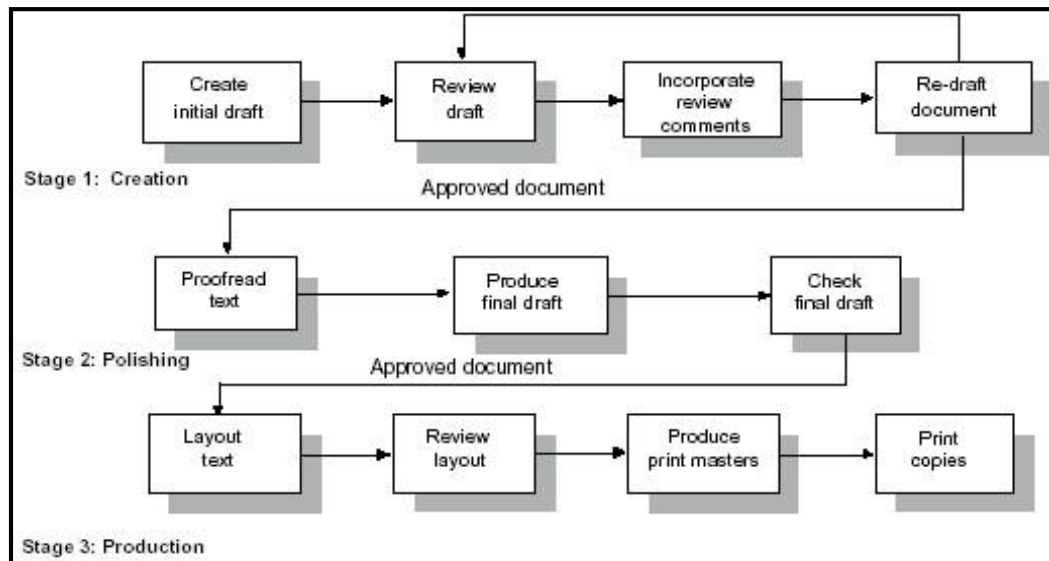 Create
initial draft
Review
draft
Incorporate
review
comments
Re-draft
document
Stage 1:  Creation
Approved document
Proofread
text
Produce
final draft
Check
final draft
Stage 2: Polishing
Approved document
Layout
text
Review
layout
Produce
print masters
Print
copies
Stage 3: Production